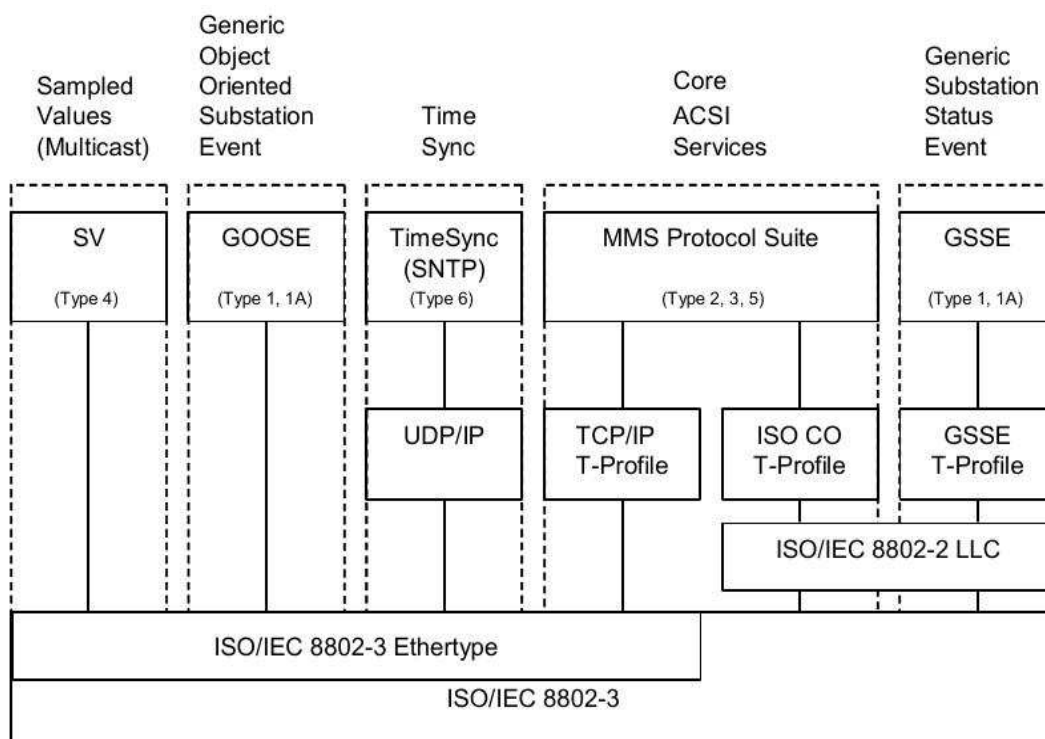 Sampled
Values
(Multicast)
Generic
Object
Oriented
Substation
Event
Time
Sync
Core
ACSI
Services
Generic
Substation
Status
Event
SV
(Type 4)
GOOSE
(Type 1, 1A)
TimeSync
(SNTP)
(Type 6)
MMS Protocol Suite
(Type 2, 3, 5)
GSSE
(Type 1, 1A)
UDP/IP
TCP/IP
T-Profile
ISO CO
T-Profile
GSSE
T-Profile
ISO/IEC 8802-2 LLC
ISO/IEC 8802-3 Ethertype
ISO/IEC 8802-3